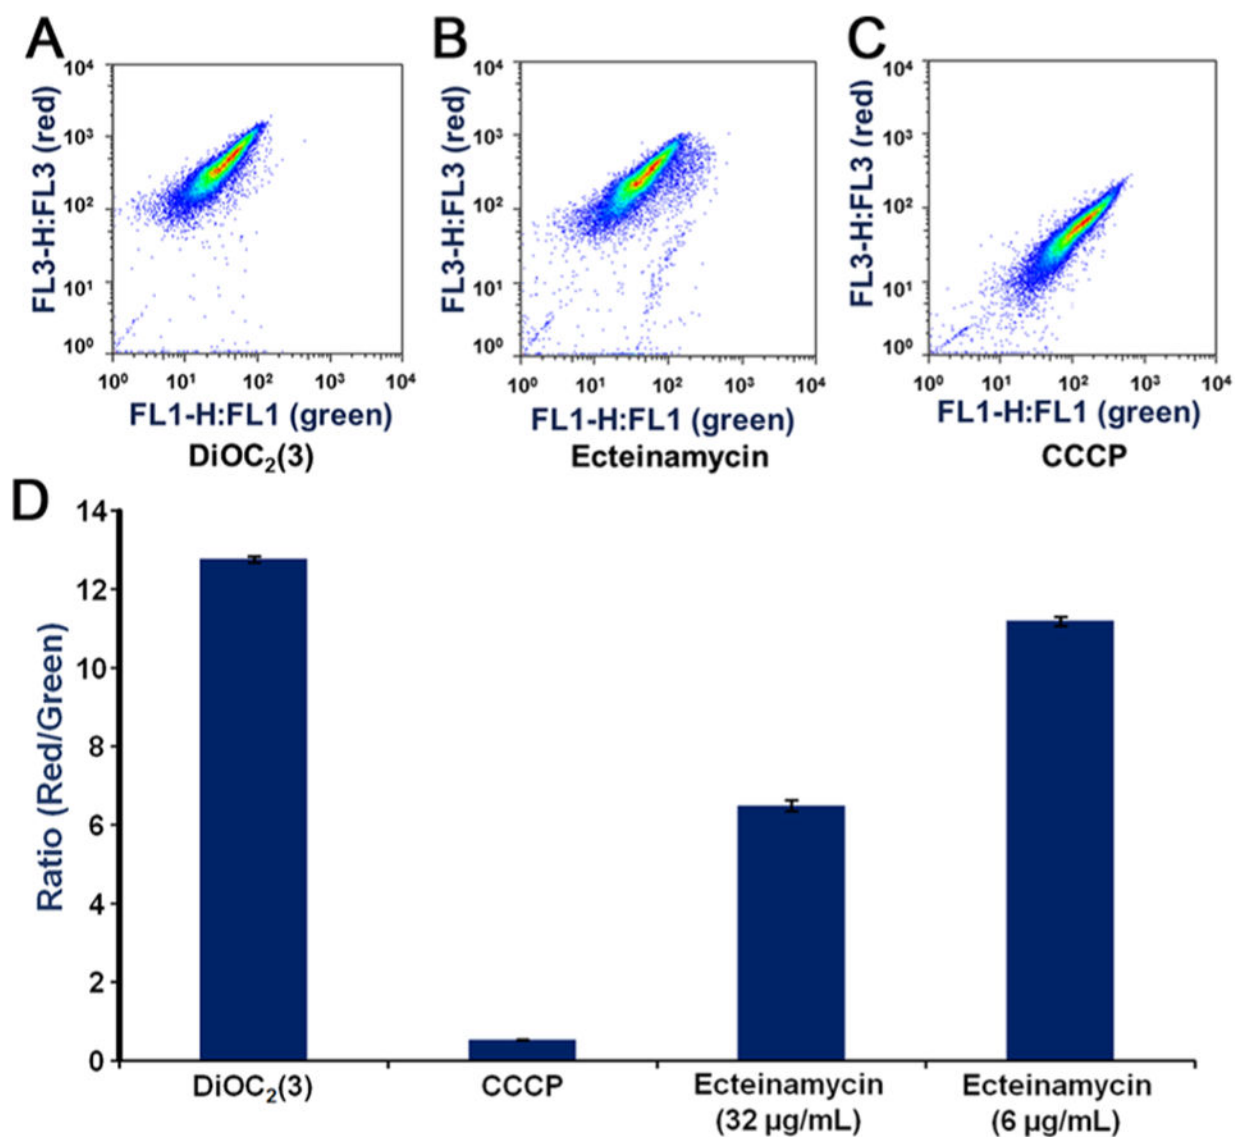 A B C
10⁴ 10⁴ 10⁴
10³ 10³ 10³
10² 10² 10²
10¹ 10¹ 10¹
10⁰ 10⁰ 10⁰
FL3-H:FL3 (red) FL3-H:FL3 (red) FL3-H:FL3 (red)
10⁰ 10¹ 10² 10³ 10⁴ 10⁰ 10¹ 10² 10³ 10⁴ 10⁰ 10¹ 10² 10³ 10⁴
FL1-H:FL1 (green) FL1-H:FL1 (green) FL1-H:FL1 (green)
DiOC₂(3) Ecteinamycin CCCP
D
14
12
10
8
6
4
2
0
Ratio (Red/Green)
DiOC₂(3) CCCP Ecteinamycin Ecteinamycin
(32 µg/mL) (6 µg/mL)